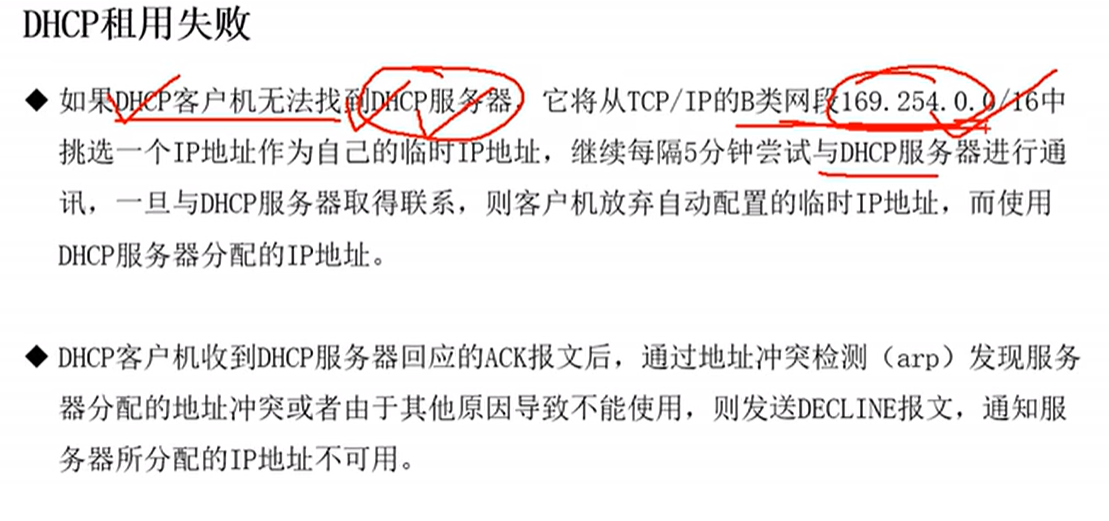 DHCP租用失败
◆ 如果DHCP客户机无法找到DHCP服务器，它将从TCP/IP的B类网段169.254.0.0/16中
挑选一个IP地址作为自己的临时IP地址，继续每隔5分钟尝试与DHCP服务器进行通
讯，一旦与DHCP服务器取得联系，则客户机放弃自动配置的临时IP地址，而使用
DHCP服务器分配的IP地址。
◆ DHCP客户机收到DHCP服务器回应的ACK报文后，通过地址冲突检测（arp）发现服务
器分配的地址冲突或者由于其他原因导致不能使用，则发送DECLINE报文，通知服
务器所分配的IP地址不可用。